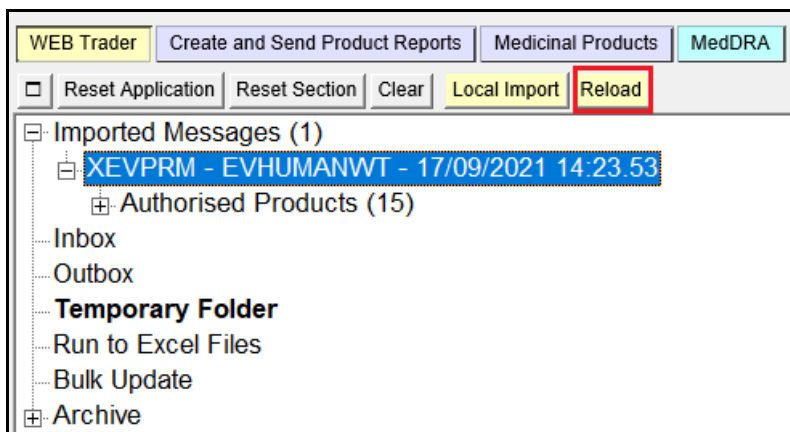 WEB Trader Create and Send Product Reports Medicinal Products MedDRA
Reset Application Reset Section Clear Local Import Reload
Imported Messages (1)
XEVPRM - EVHUMANWT - 17/09/2021 14:23.53
Authorised Products (15)
Inbox
Outbox
Temporary Folder
Run to Excel Files
Bulk Update
Archive